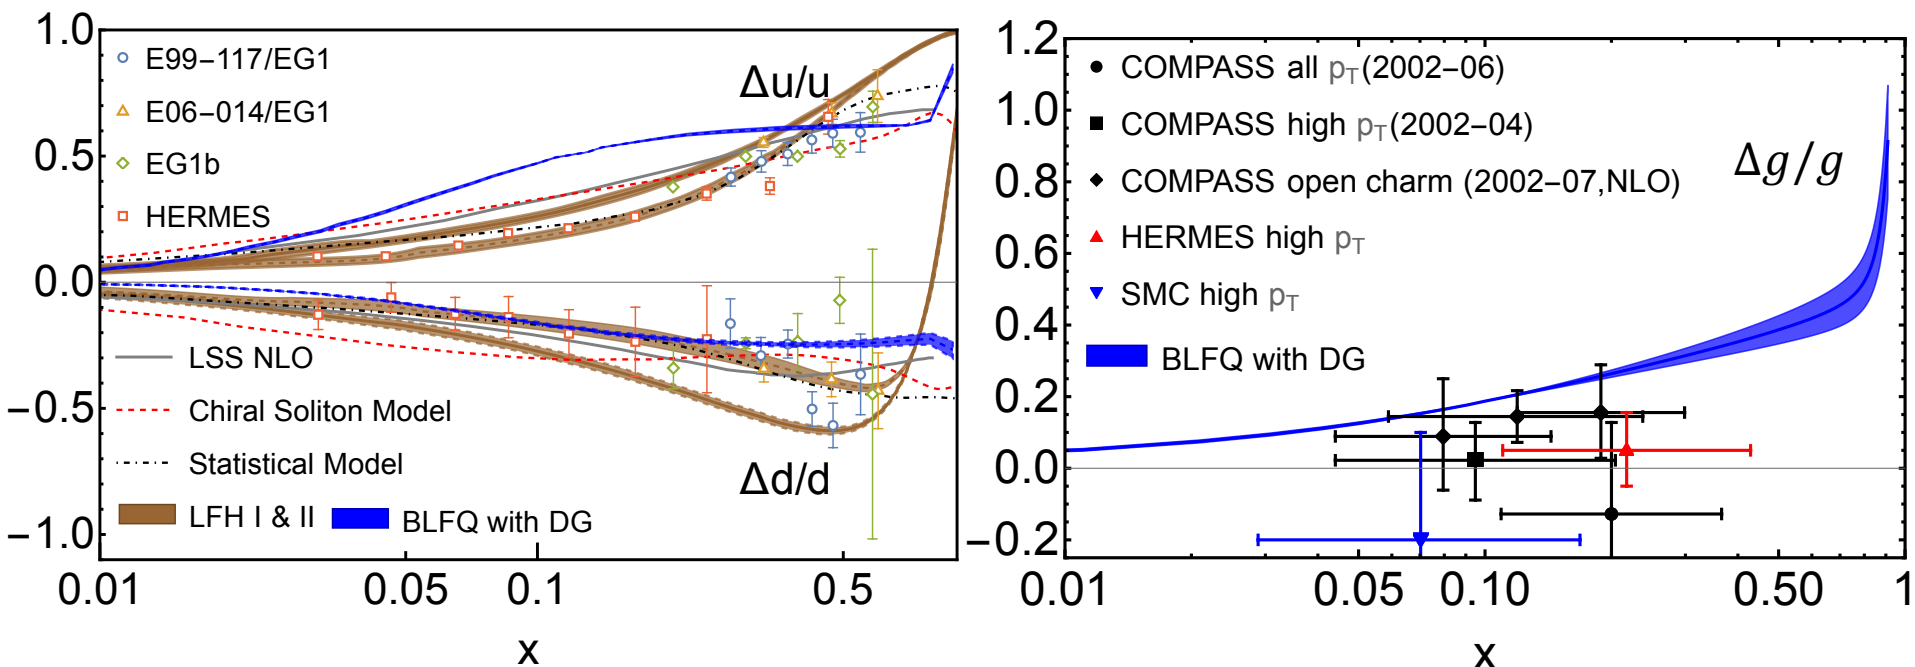 1.0
0.5
0.0
−0.5
−1.0
E99−117/EG1
E06−014/EG1
EG1b
HERMES
Δu/u
Δd/d
LSS NLO
Chiral Soliton Model
Statistical Model
LFH I & II
BLFQ with DG
0.01
0.05
0.1
0.5
x
1.2
1.0
0.8
0.6
0.4
0.2
0.0
−0.2
COMPASS all pT(2002−06)
COMPASS high pT(2002−04)
COMPASS open charm (2002−07,NLO)
HERMES high pT
SMC high pT
BLFQ with DG
Δg/g
0.01
0.05
0.10
0.50
1
x